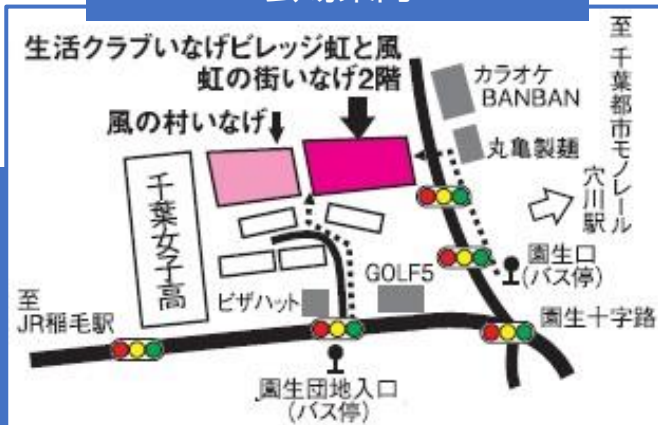 生活クラブいなげビレッジ虹と風
虹の街いなげ2階
風の村いなげ
カラオケ
BANBAN
丸亀製麺
至 千葉都市モノレール
穴川駅
千葉女子高
園生口
(バス停)
GOLF5
ピザハット
至
JR稲毛駅
園生十字路
園生団地入口
(バス停)